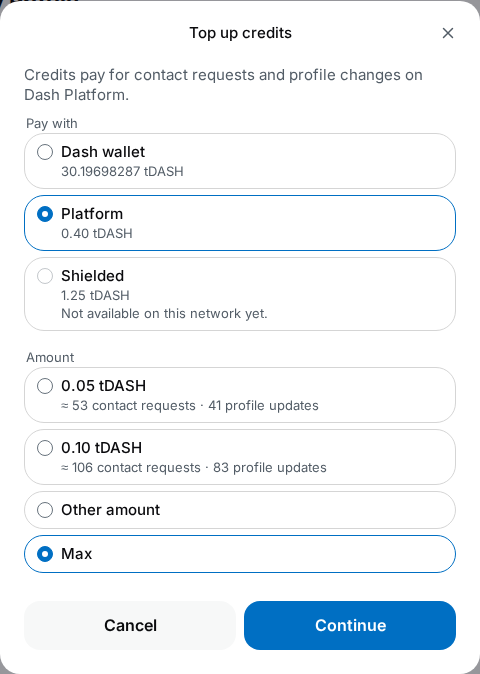 Top up credits
Credits pay for contact requests and profile changes on
Dash Platform.
Pay with
Dash wallet
30.19698287 tDASH
Platform
0.40 tDASH
Shielded
1.25 tDASH
Not available on this network yet.
Amount
0.05 tDASH
≈ 53 contact requests · 41 profile updates
0.10 tDASH
≈ 106 contact requests · 83 profile updates
Other amount
Max
Cancel
Continue